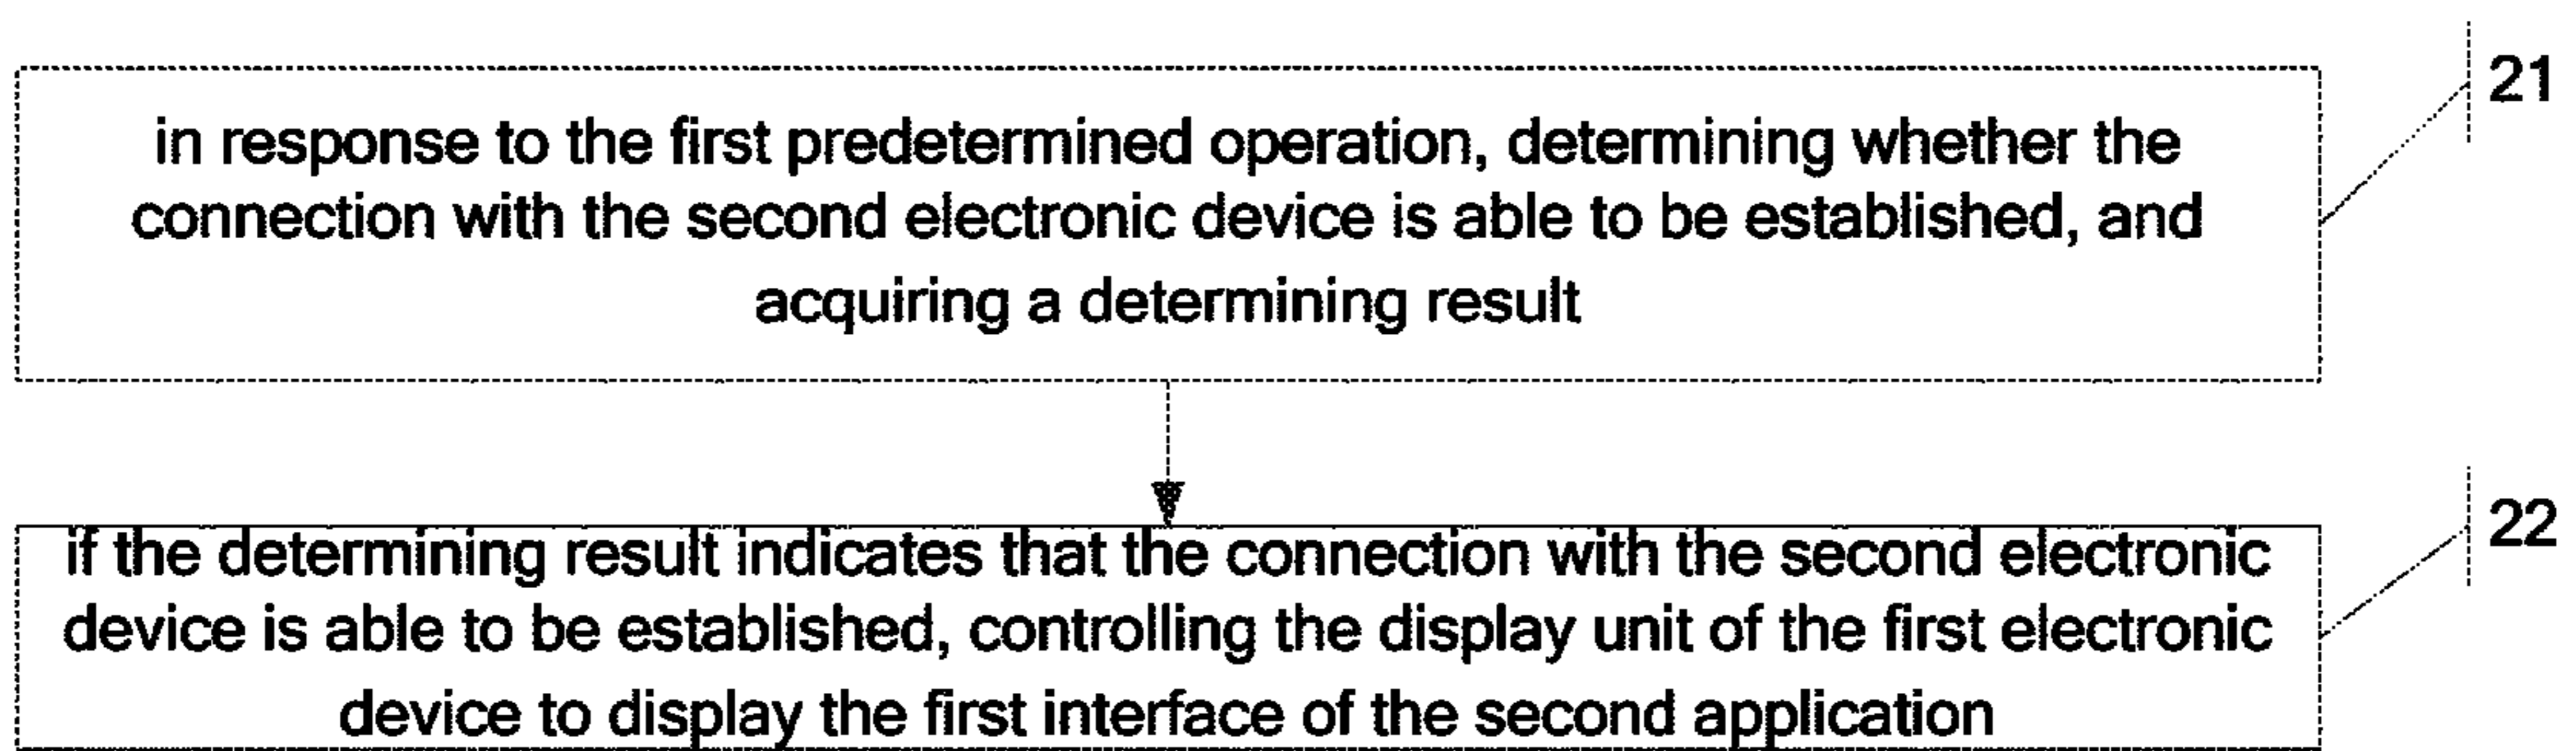 21
in response to the first predetermined operation, determining whether the
connection with the second electronic device is able to be established, and
acquiring a determining result
22
if the determining result indicates that the connection with the second electronic
device is able to be established, controlling the display unit of the first electronic
device to display the first interface of the second application